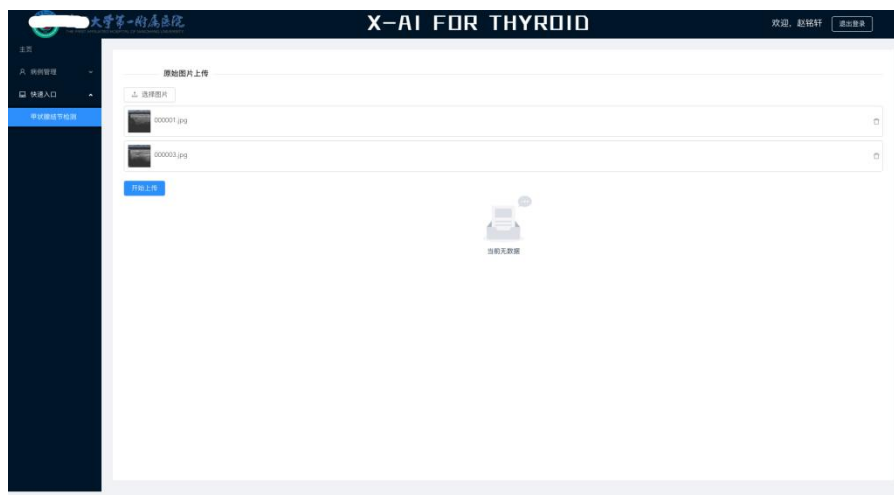 大学第一附属医院
X-AI FOR THYROID
欢迎, 赵铭轩
退出登录
主页
病例管理
快速入口
甲状腺结节检测
原始图片上传
选择图片
000001.jpg
000003.jpg
开始上传
当前无数据